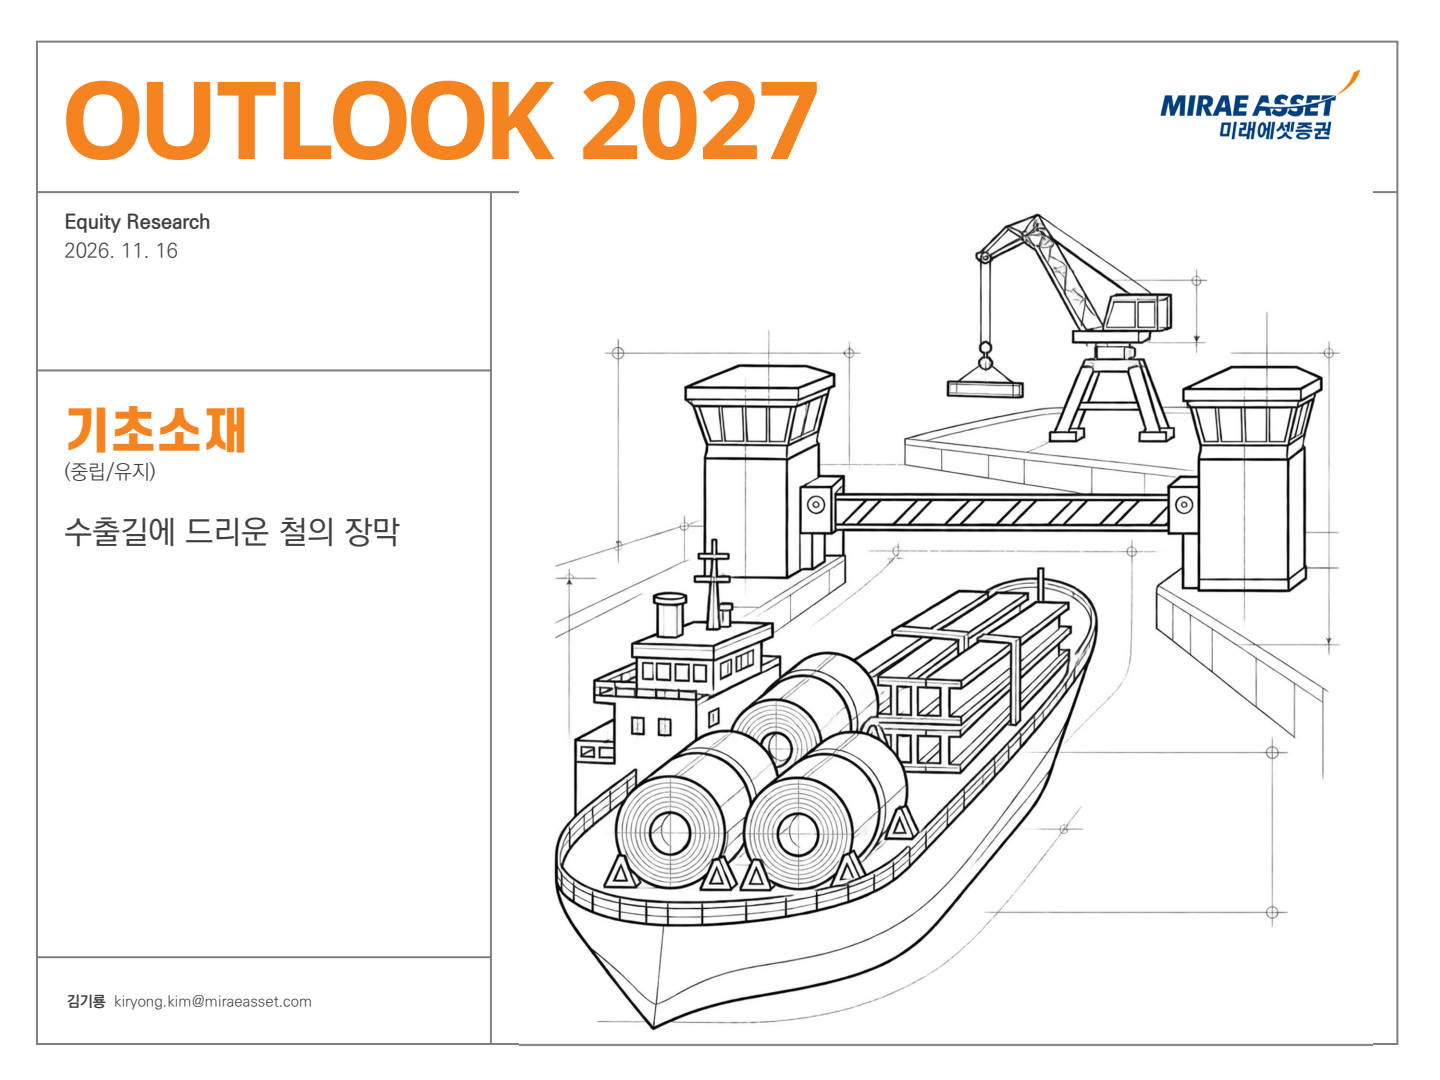 OUTLOOK 2027
MIRAE ASSET
미래에셋증권
Equity Research
2026. 11. 16
기초소재
(중립/유지)
수출길에 드리운 철의 장막
김기룡 kiryong.kim@miraeasset.com